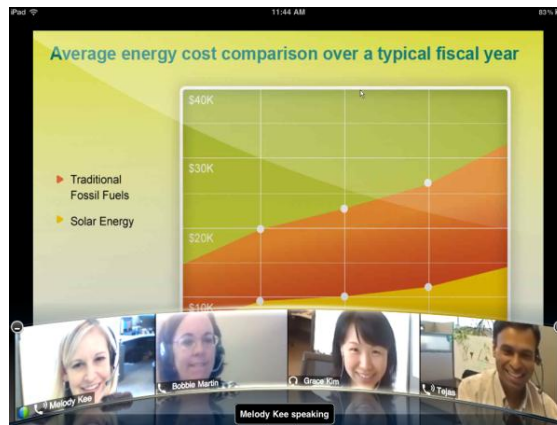 iPad
11:44 AM
83%
Average energy cost comparison over a typical fiscal year
$40K
$30K
Traditional
Fossil Fuels
Solar Energy
$20K
$10K
Melody Kee
Bobbie Martin
Grace Kim
Tejas
Melody Kee speaking